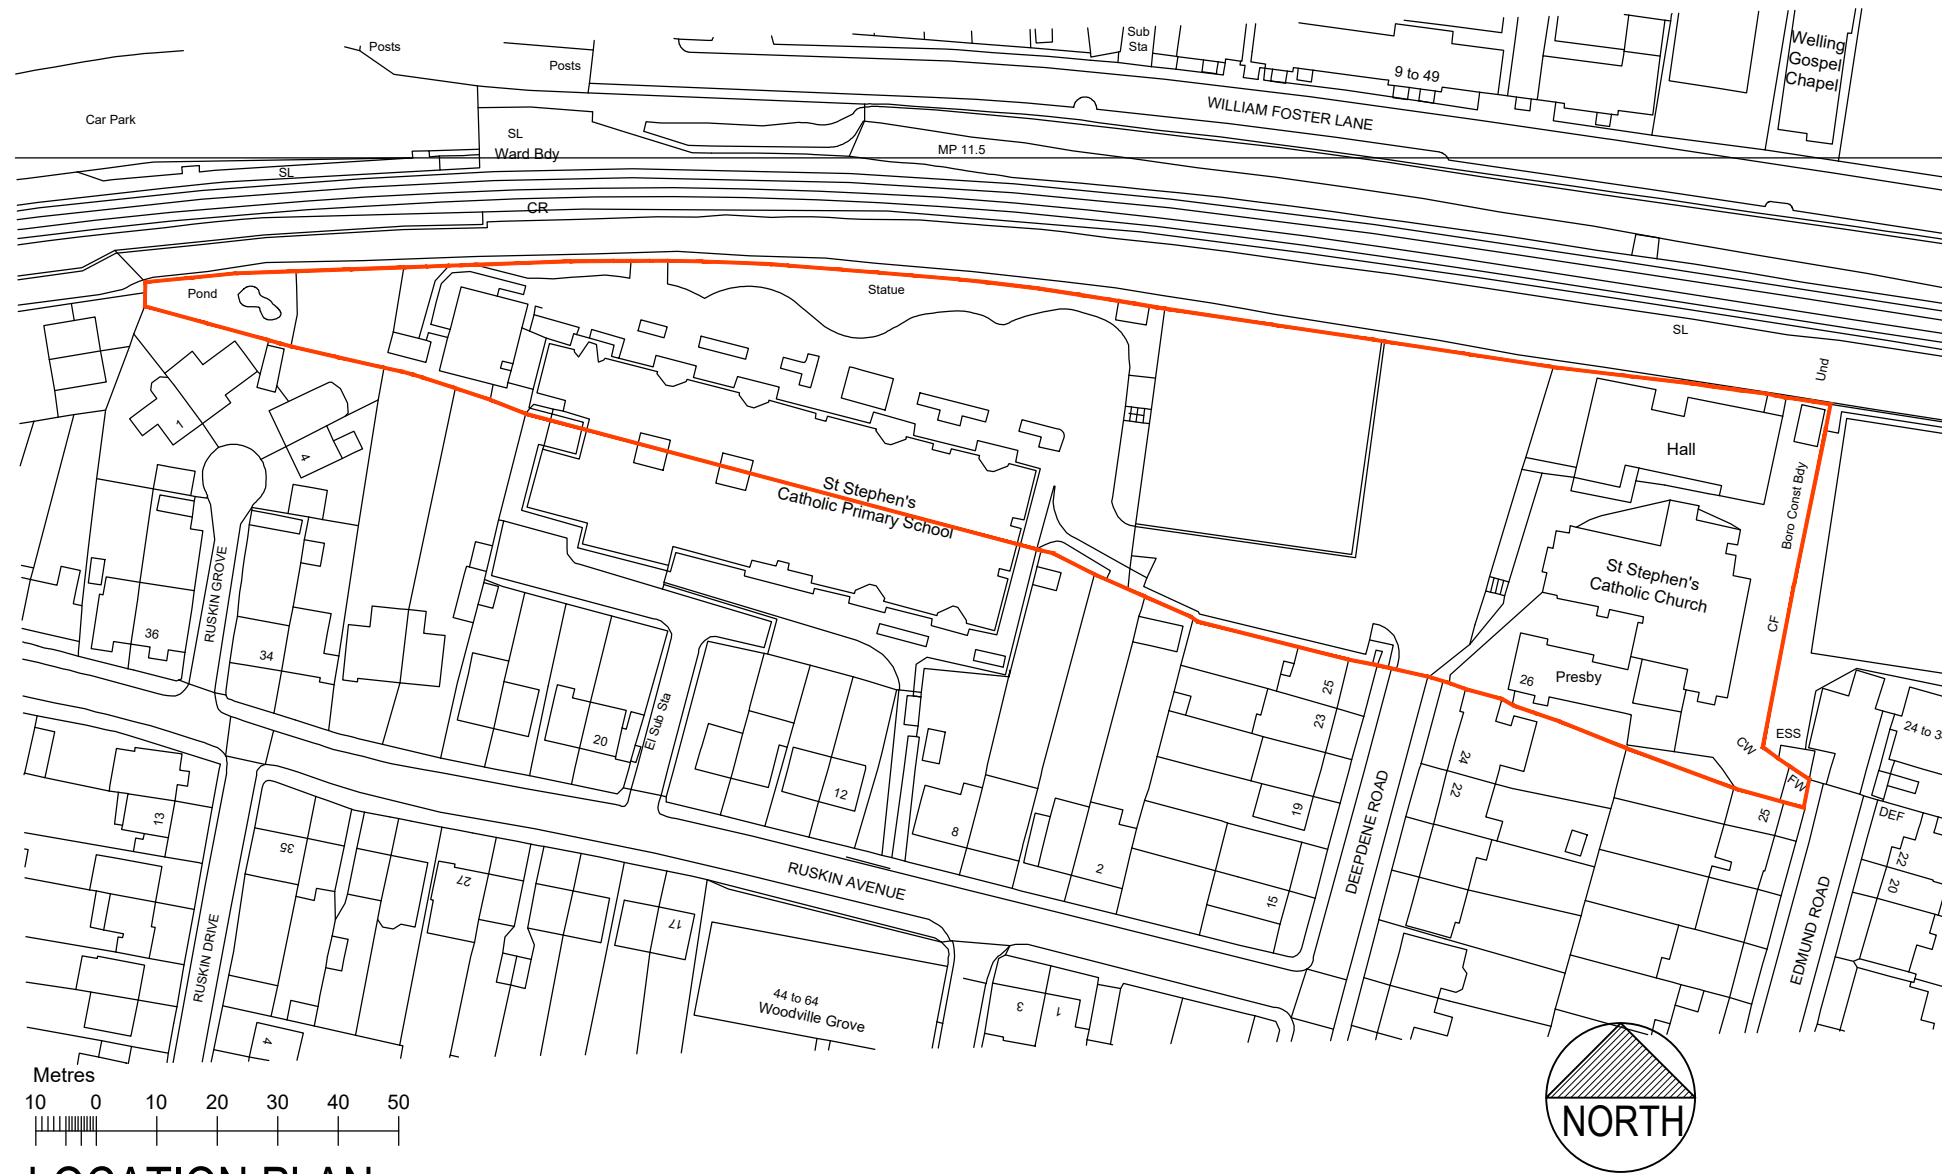 Posts
Posts
Sub
Sta
Welling
Gospel
Chapel
9 to 49
WILLIAM FOSTER LANE
Car Park
SL
Ward Bdy
MP 11.5
SL
CR
Pond
Statue
SL
Und
Hall
Boro Const Bdy
1
4
St Stephen's
Catholic Primary School
St Stephen's
Catholic Church
CF
RUSKIN GROVE
36
34
Presby
26
25
23
El Sub Sta
20
12
ESS
CW
FW
24 to 3
24
22
19
25
DEF
13
35
8
2
DEEPDENE ROAD
22
20
27
17
RUSKIN AVENUE
15
EDMUND ROAD
RUSKIN DRIVE
44 to 64
Woodville Grove
3
1
4
Metres
10 0 10 20 30 40 50
NORTH
LOCATION PLAN